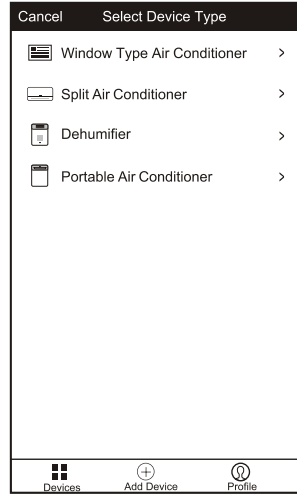 Cancel Select Device Type
Window Type Air Conditioner >
Split Air Conditioner >
Dehumifier >
Portable Air Conditioner >
Devices Add Device Profile